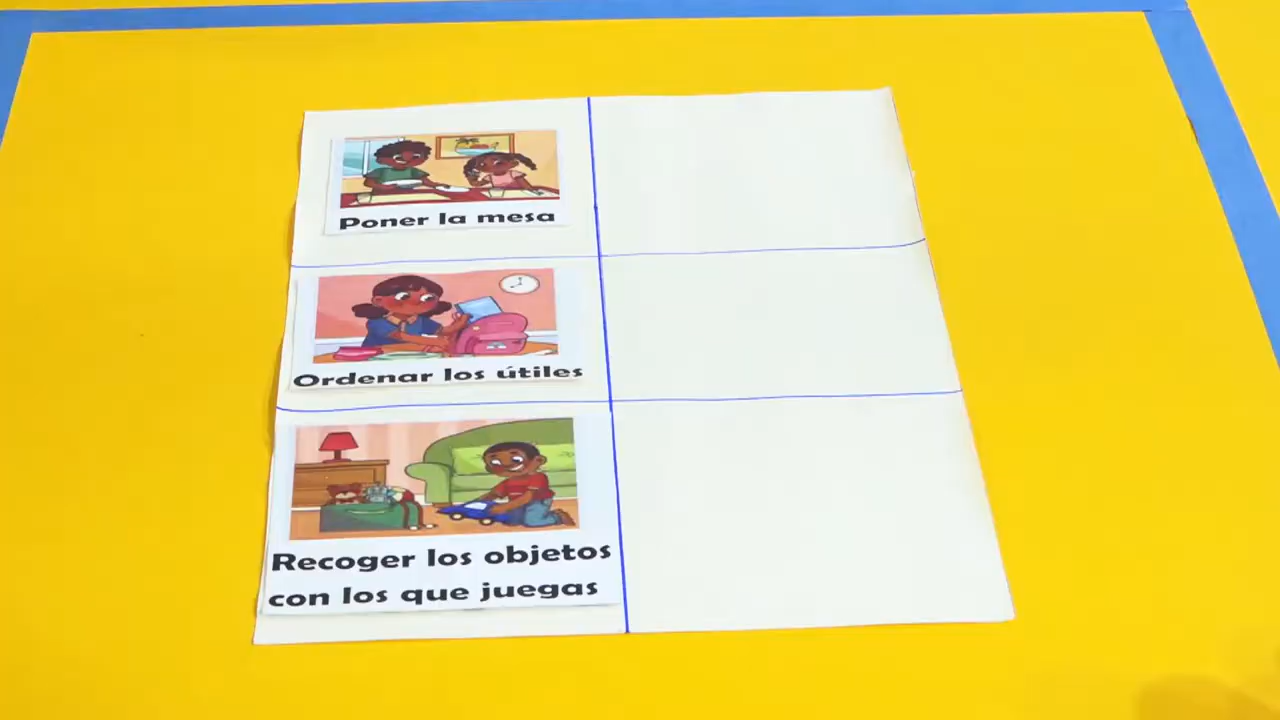 Poner la mesa
Ordenar los útiles
Recoger los objetos
con los que juegas